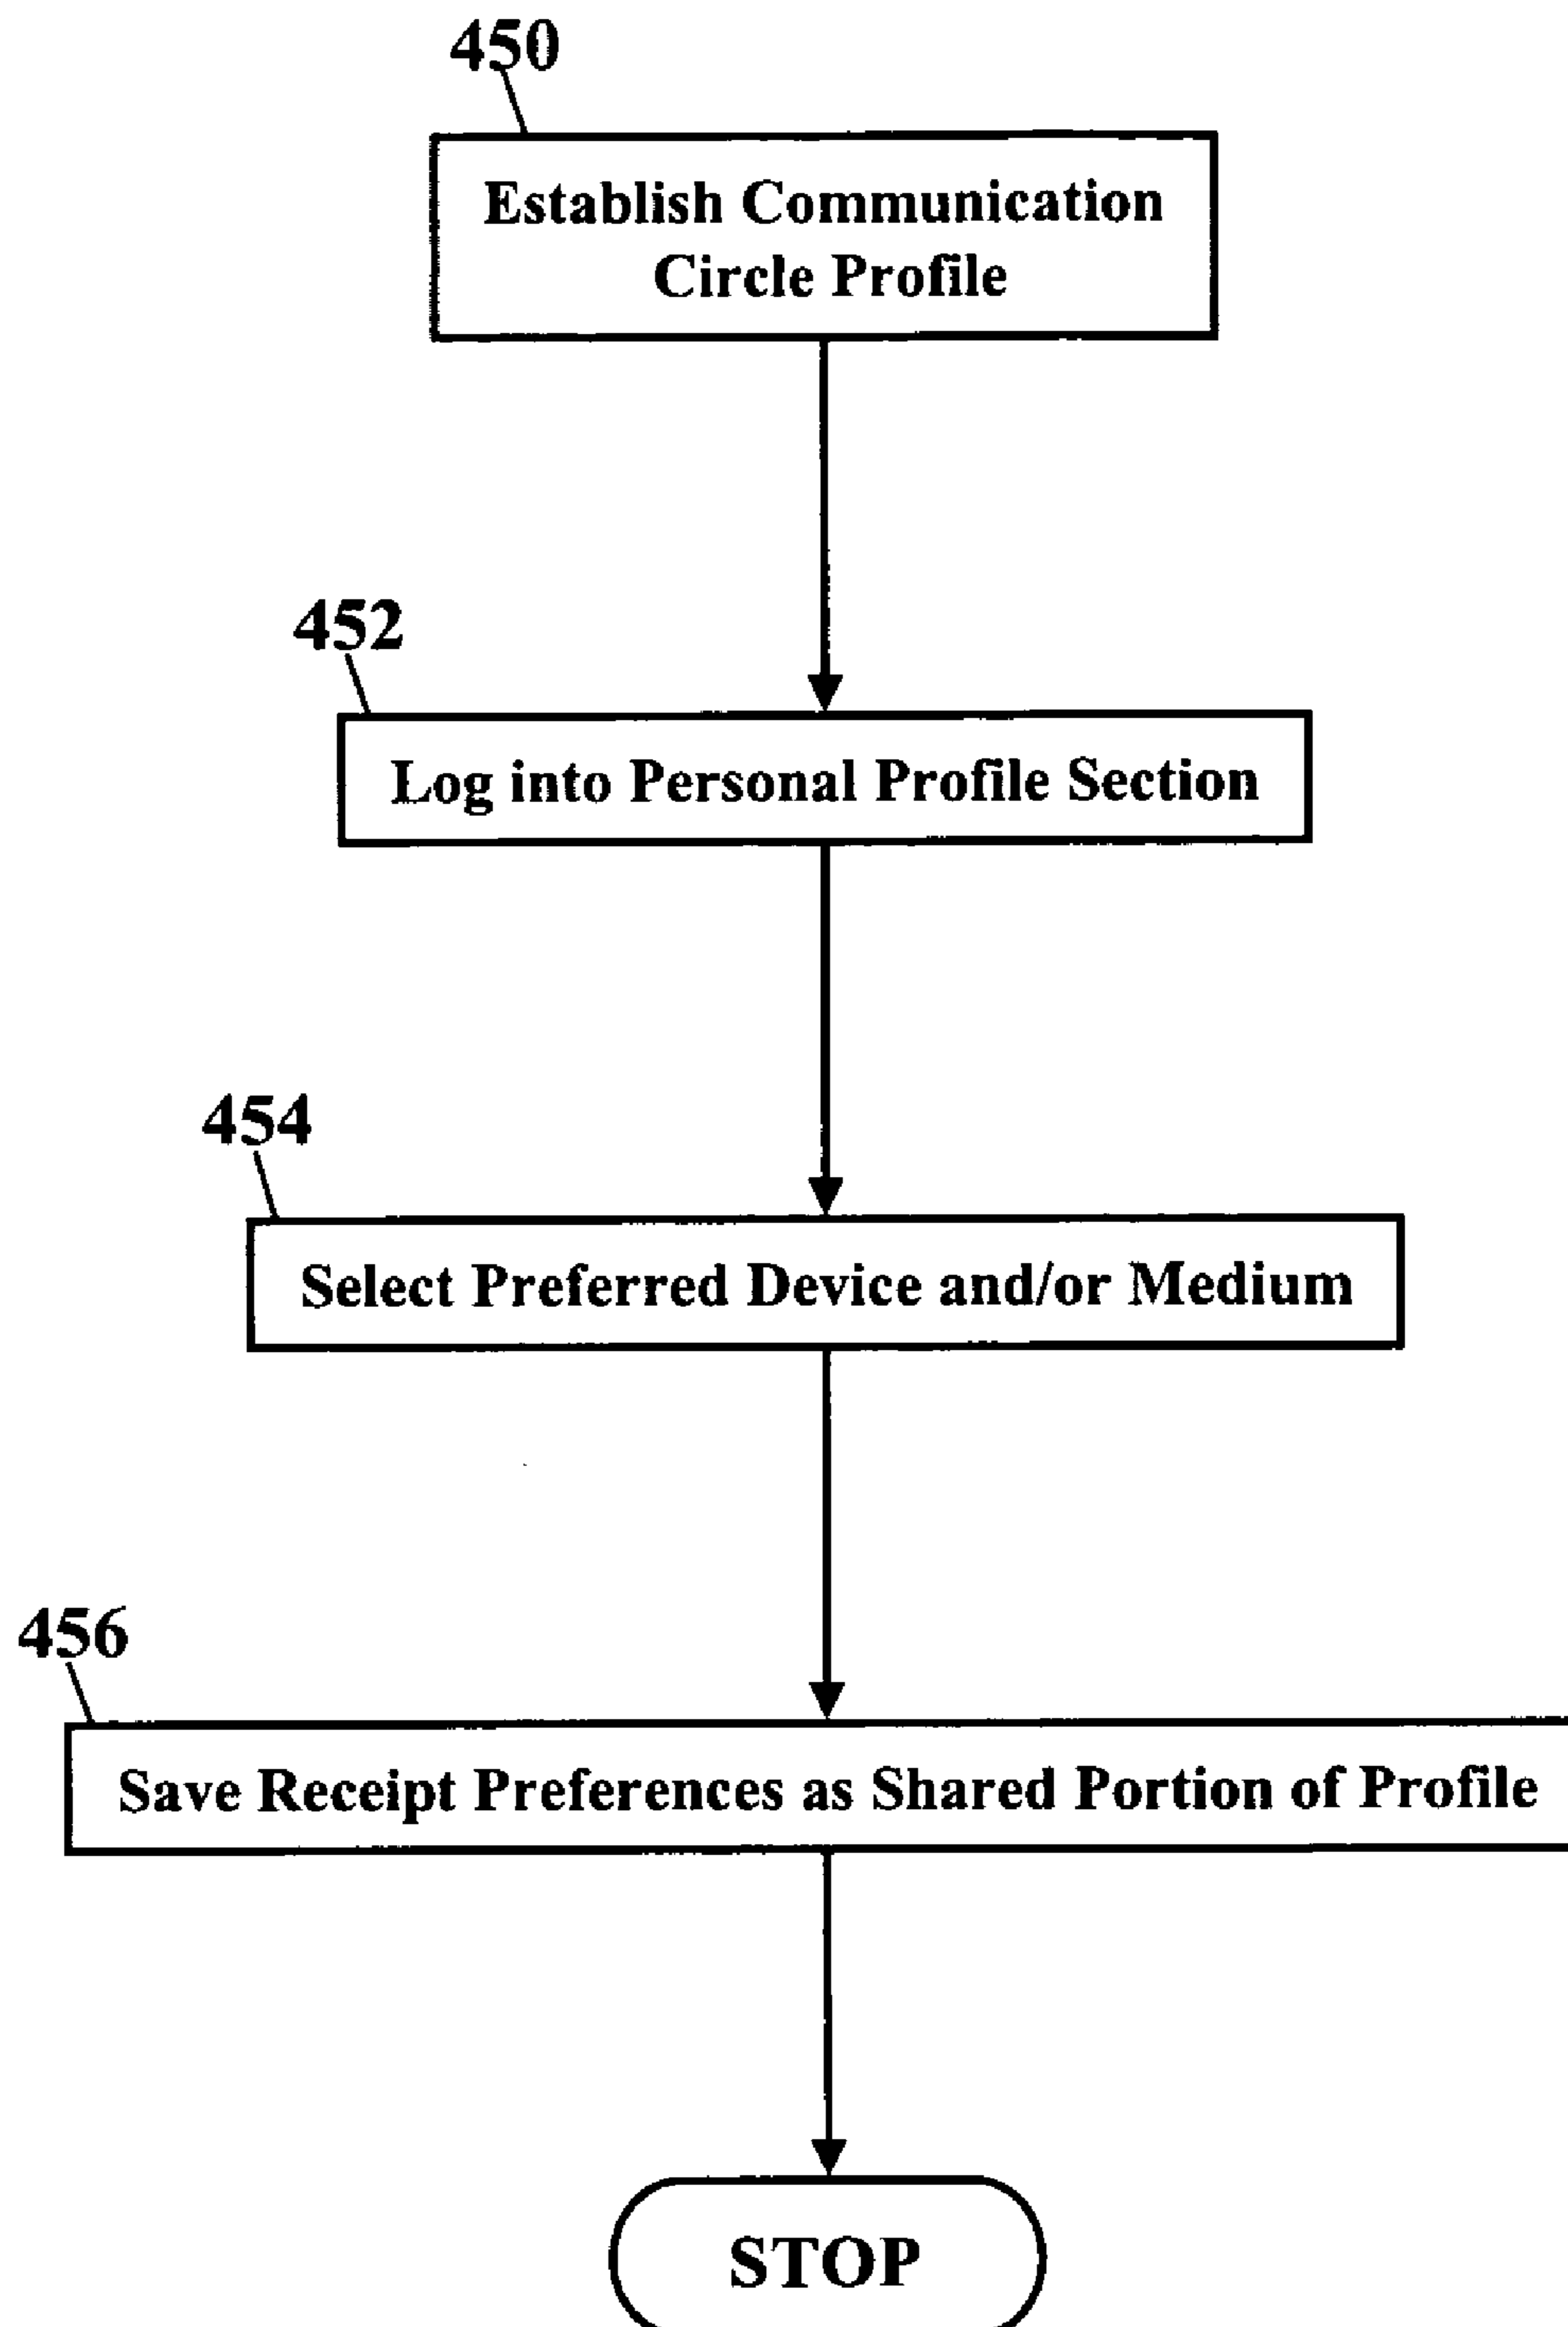 450
Establish Communication
Circle Profile
452
Log into Personal Profile Section
454
Select Preferred Device and/or Medium
456
Save Receipt Preferences as Shared Portion of Profile
STOP